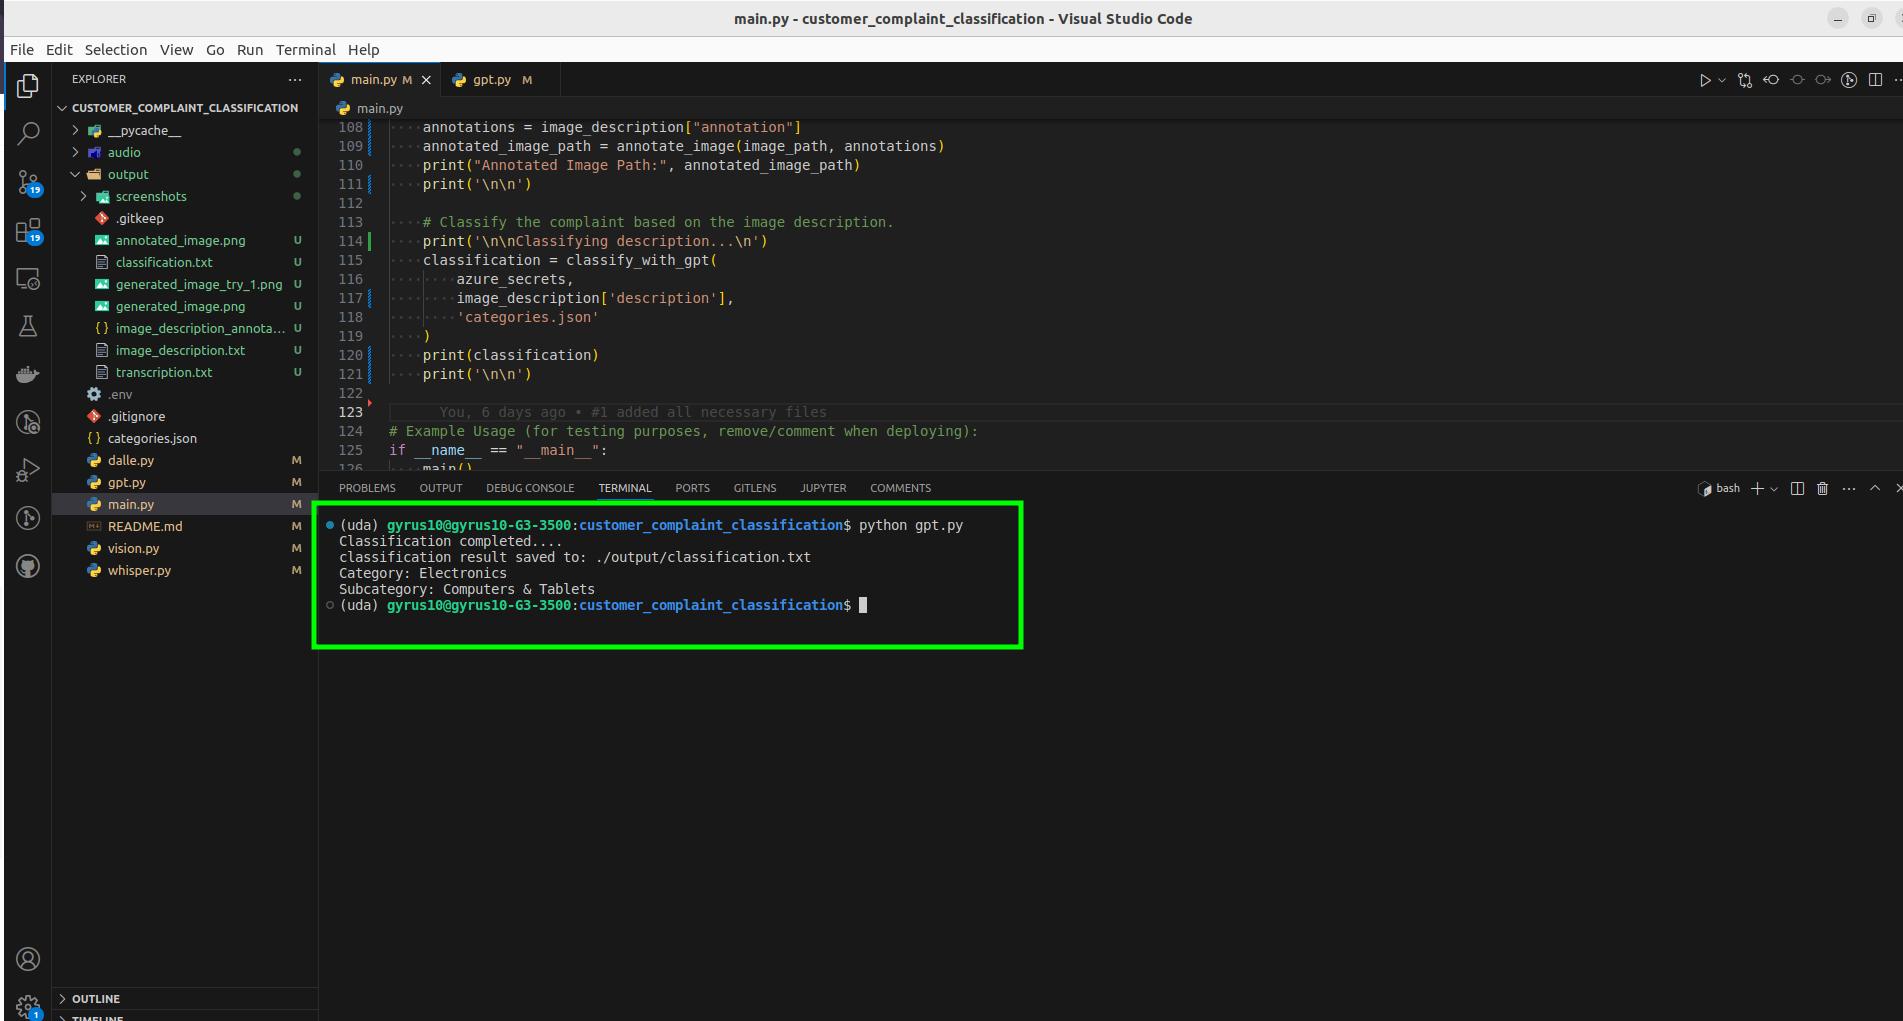 main.py - customer_complaint_classification - Visual Studio Code
File Edit Selection View Go Run Terminal Help
EXPLORER
CUSTOMER_COMPLAINT_CLASSIFICATION
__pycache__
audio
output
screenshots
.gitkeep
annotated_image.png U
classification.txt U
generated_image_try_1.png U
generated_image.png U
image_description_annota... U
image_description.txt U
transcription.txt U
.env
.gitignore
categories.json
dalle.py M
gpt.py M
main.py M
README.md M
vision.py M
whisper.py M
OUTLINE
TIMELINE
19
19
1
main.py M
gpt.py M
main.py
108 annotations = image_description["annotation"]
109 annotated_image_path = annotate_image(image_path, annotations)
110 print("Annotated Image Path:", annotated_image_path)
111 print('\n\n')
112
113 # Classify the complaint based on the image description.
114 print('\n\nClassifying description...\n')
115 classification = classify_with_gpt(
116 azure_secrets,
117 image_description['description'],
118 'categories.json'
119 )
120 print(classification)
121 print('\n\n')
122
123 You, 6 days ago • #1 added all necessary files
124 # Example Usage (for testing purposes, remove/comment when deploying):
125 if __name__ == "__main__":
126 main()
PROBLEMS OUTPUT DEBUG CONSOLE TERMINAL PORTS GITLENS JUPYTER COMMENTS
bash
(uda) gyrus10@gyrus10-G3-3500:customer_complaint_classification$ python gpt.py
Classification completed....
classification result saved to: ./output/classification.txt
Category: Electronics
Subcategory: Computers & Tablets
(uda) gyrus10@gyrus10-G3-3500:customer_complaint_classification$